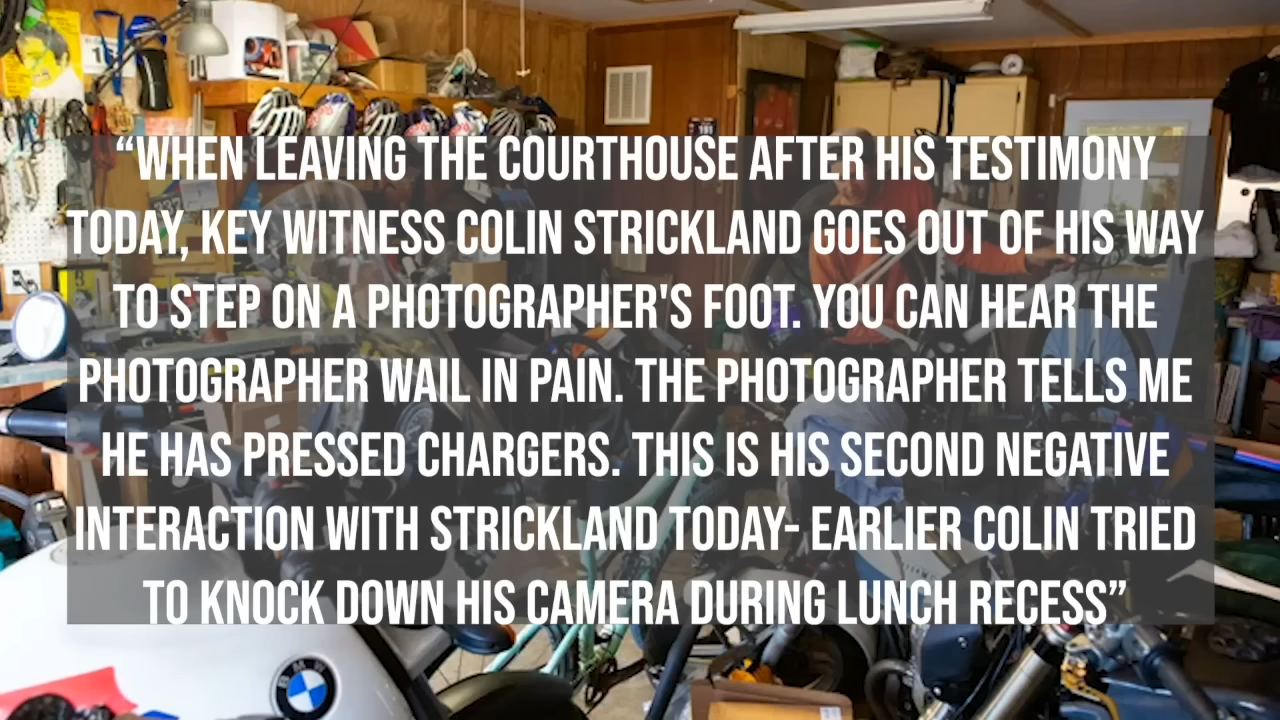 “WHEN LEAVING THE COURTHOUSE AFTER HIS TESTIMONY
TODAY, KEY WITNESS COLIN STRICKLAND GOES OUT OF HIS WAY
TO STEP ON A PHOTOGRAPHER'S FOOT. YOU CAN HEAR THE
PHOTOGRAPHER WAIL IN PAIN. THE PHOTOGRAPHER TELLS ME
HE HAS PRESSED CHARGERS. THIS IS HIS SECOND NEGATIVE
INTERACTION WITH STRICKLAND TODAY- EARLIER COLIN TRIED
TO KNOCK DOWN HIS CAMERA DURING LUNCH RECESS”
BMW